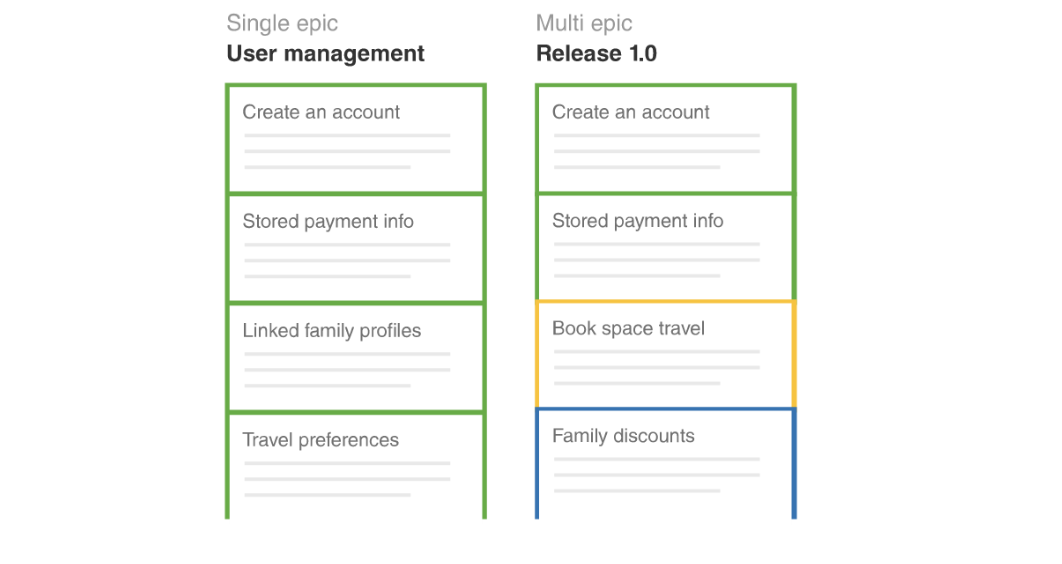 Single epic
User management
Create an account
Stored payment info
Linked family profiles
Travel preferences
Multi epic
Release 1.0
Create an account
Stored payment info
Book space travel
Family discounts